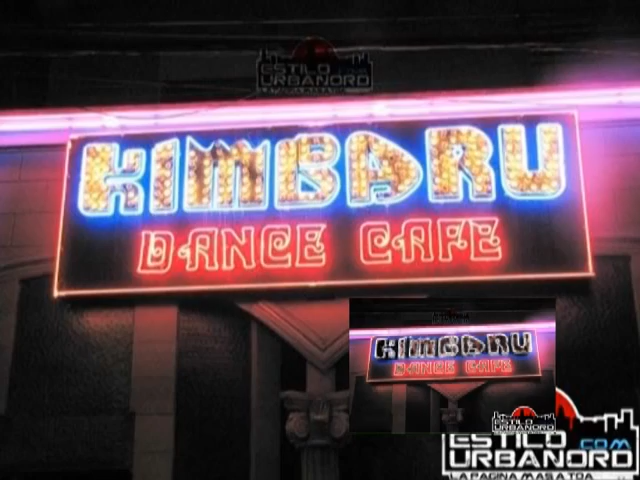 ESTILO
URBANORD
KIMBARU
DANCE CAFE
KIMBARU
DANCE CAFE
ESTILO
URBANORD
ESTILO.COM
URBANORD
LA PAGINA MAS A TOA